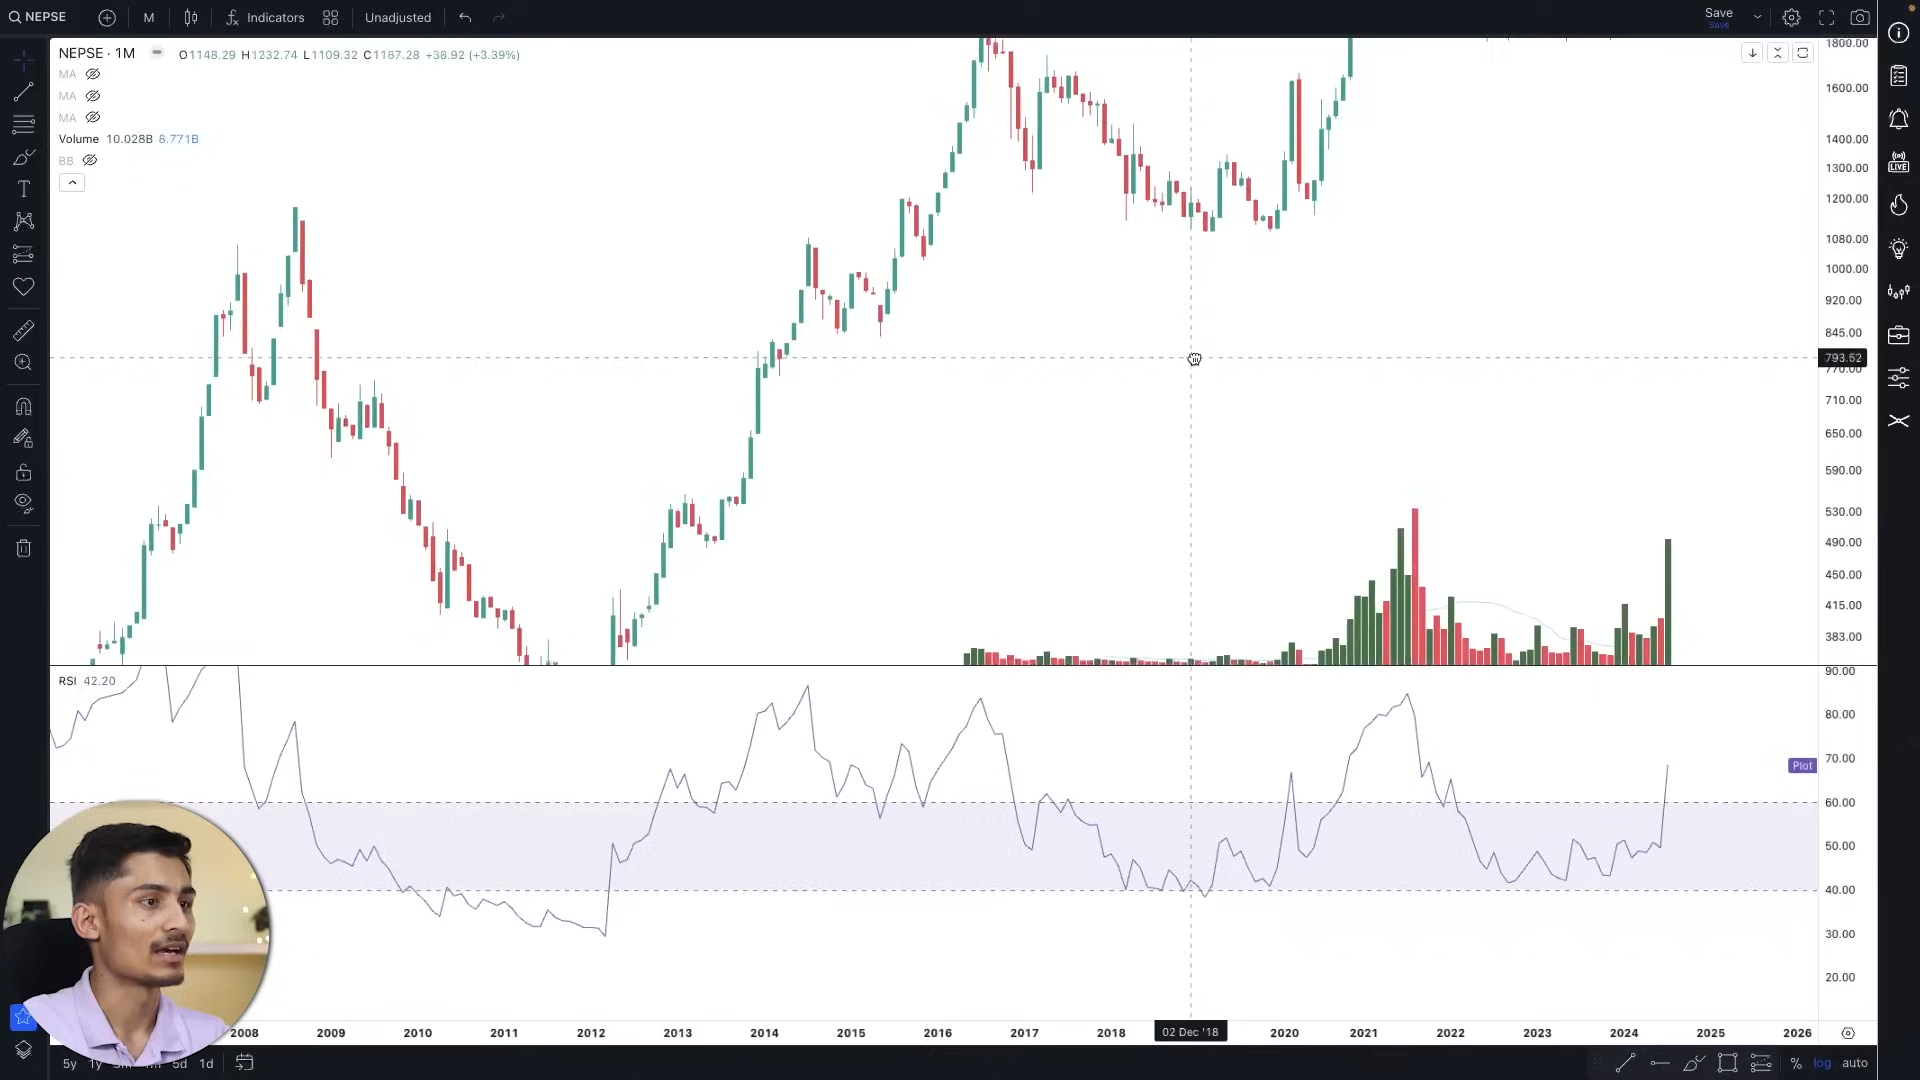 NEPSE M Indicators Unadjusted Save
Save
NEPSE · 1M O1148.29 H1232.74 L1109.32 C1187.28 +38.92 (+3.39%)
MA
MA
MA
Volume 10.028B 8.771B
BB
1800.00
1600.00
1400.00
1300.00
1200.00
1080.00
1000.00
920.00
845.00
793.52
770.00
710.00
650.00
590.00
530.00
490.00
450.00
415.00
383.00
RSI 42.20
90.00
80.00
Plot
70.00
60.00
50.00
40.00
30.00
20.00
2008 2009 2010 2011 2012 2013 2014 2015 2016 2017 2018 02 Dec '18 2020 2021 2022 2023 2024 2025 2026
5y 1y 5d 1d % log auto
LIVE
T